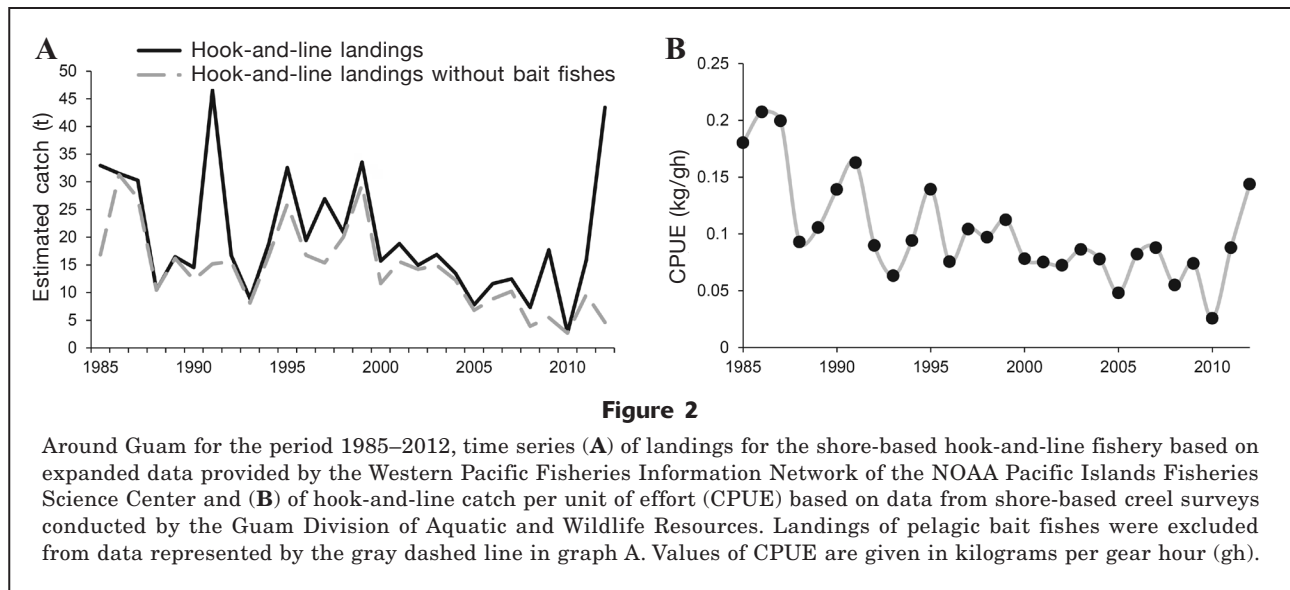 A
Hook-and-line landings
Hook-and-line landings without bait fishes
Estimated catch (t)
50
45
40
35
30
25
20
15
10
5
0
1985 1990 1995 2000 2005 2010
B
CPUE (kg/gh)
0.25
0.2
0.15
0.1
0.05
0
1985 1990 1995 2000 2005 2010
Figure 2
Around Guam for the period 1985–2012, time series (A) of landings for the shore-based hook-and-line fishery based on
expanded data provided by the Western Pacific Fisheries Information Network of the NOAA Pacific Islands Fisheries
Science Center and (B) of hook-and-line catch per unit of effort (CPUE) based on data from shore-based creel surveys
conducted by the Guam Division of Aquatic and Wildlife Resources. Landings of pelagic bait fishes were excluded
from data represented by the gray dashed line in graph A. Values of CPUE are given in kilograms per gear hour (gh).